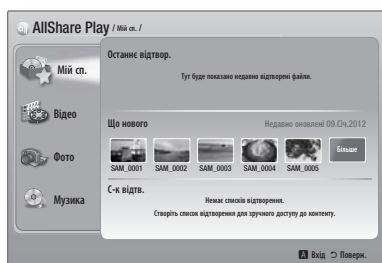 AllShare Play / Мій сп. /
Мій сп.
Відео
Фото
Музика
Останнє відтвор.
Тут буде показано недавно відтворені файли.
Що нового
Недавно оновлені 09.Січ.2012
SAM_0001 SAM_0002 SAM_0003 SAM_0004 SAM_0005 Більше
С-к відтв.
Немає списків відтворення.
Створіть список відтворення для зручного доступу до контенту.
A Вхід Поверн.